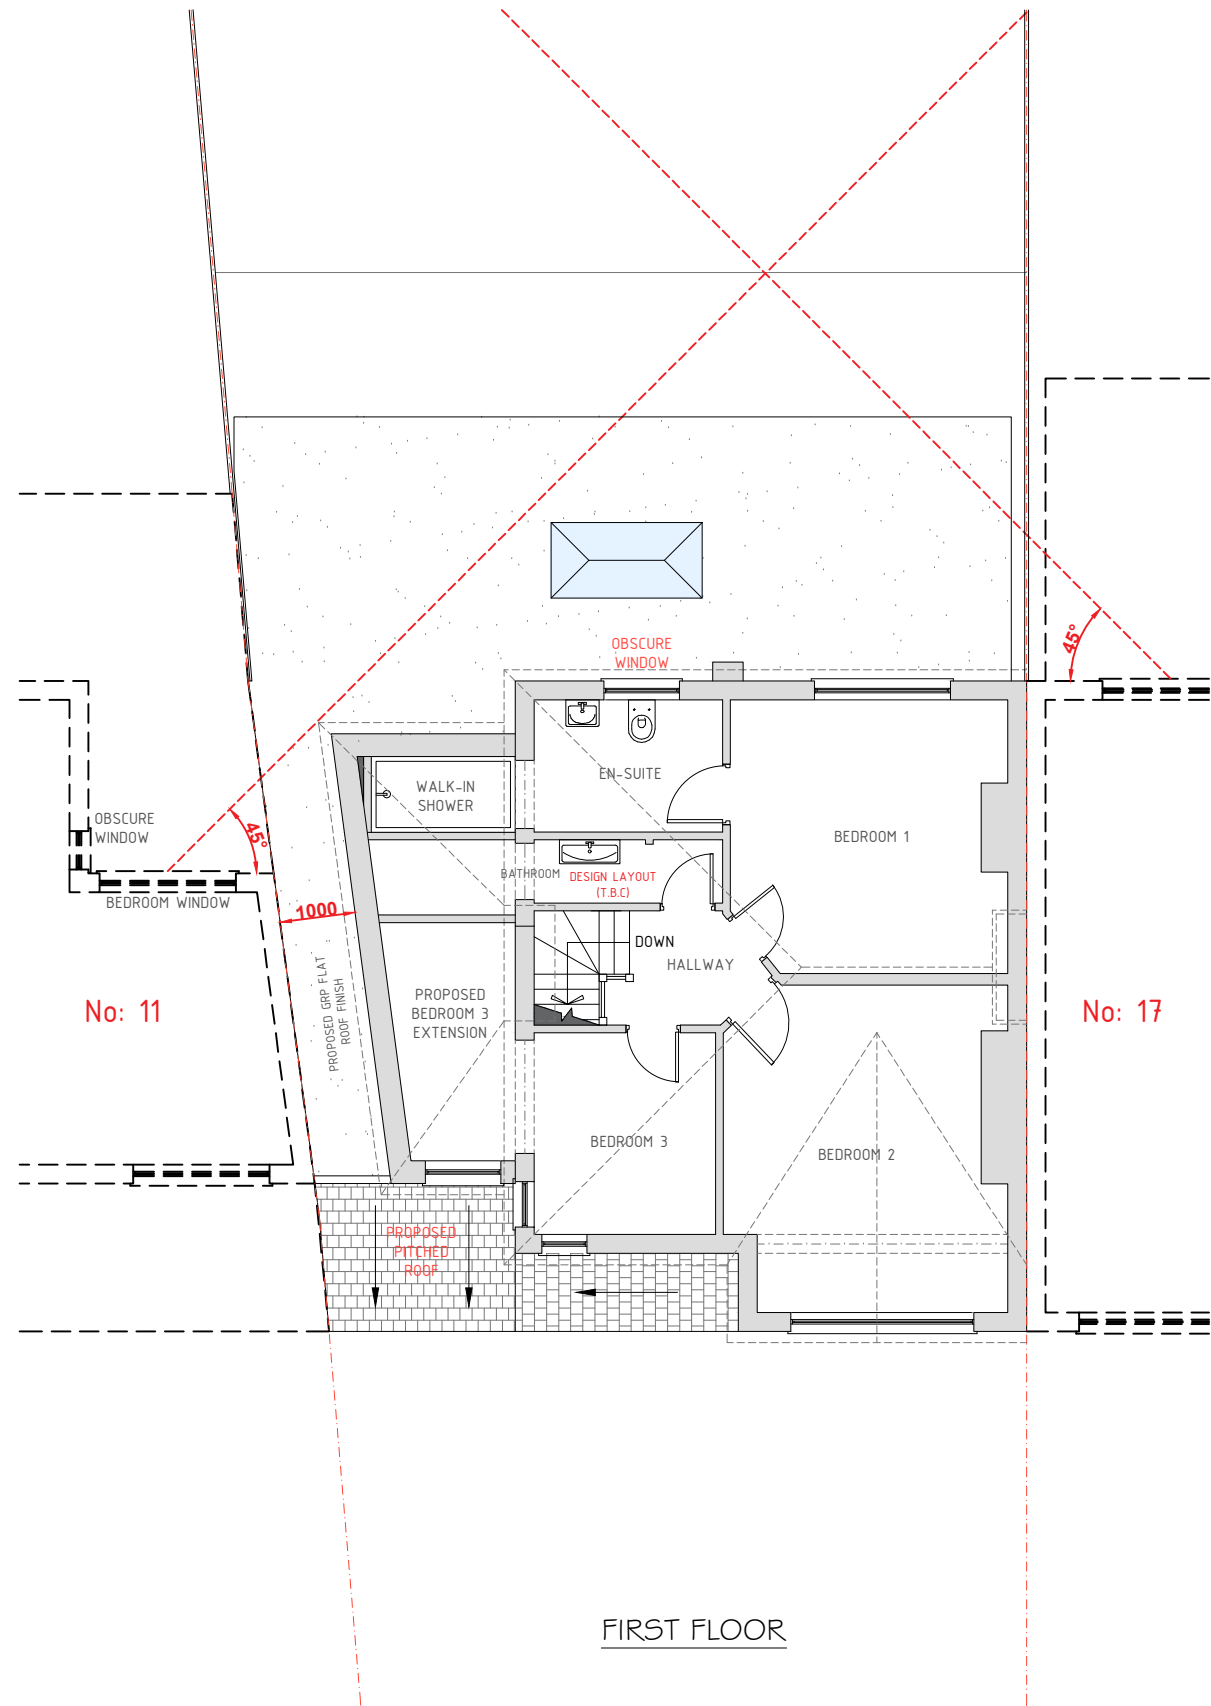 OBSCURE
WINDOW
45°
WALK-IN
SHOWER
EN-SUITE
BEDROOM 1
OBSCURE
WINDOW
45°
BEDROOM WINDOW
BATHROOM
DESIGN LAYOUT
(T.B.C)
1000
DOWN
HALLWAY
PROPOSED GRP FLAT
ROOF FINISH
PROPOSED
BEDROOM 3
EXTENSION
No: 11
No: 17
BEDROOM 3
BEDROOM 2
PROPOSED
PITCHED
ROOF
FIRST FLOOR